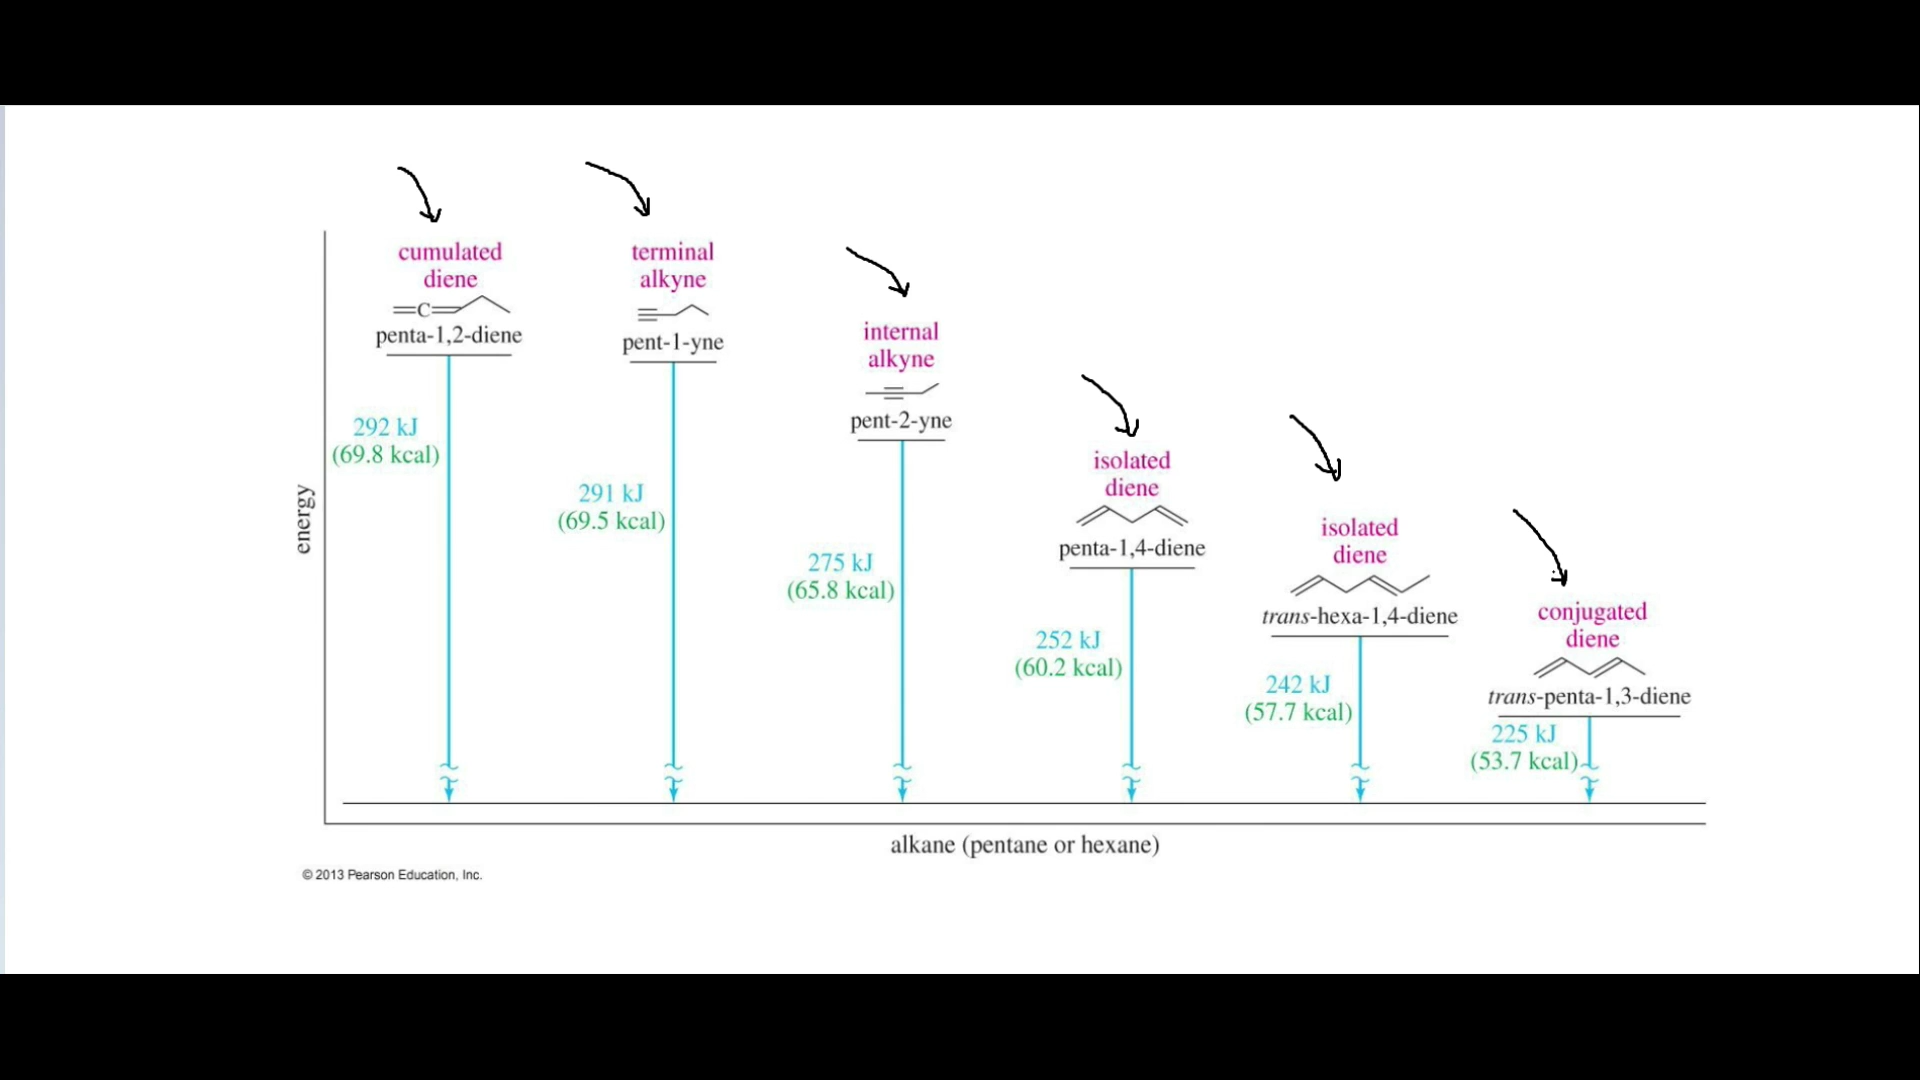 cumulated
diene
C
penta-1,2-diene
292 kJ
(69.8 kcal)
terminal
alkyne
pent-1-yne
291 kJ
(69.5 kcal)
internal
alkyne
pent-2-yne
275 kJ
(65.8 kcal)
isolated
diene
penta-1,4-diene
252 kJ
(60.2 kcal)
isolated
diene
trans-hexa-1,4-diene
242 kJ
(57.7 kcal)
conjugated
diene
trans-penta-1,3-diene
225 kJ
(53.7 kcal)
energy
alkane (pentane or hexane)
© 2013 Pearson Education, Inc.